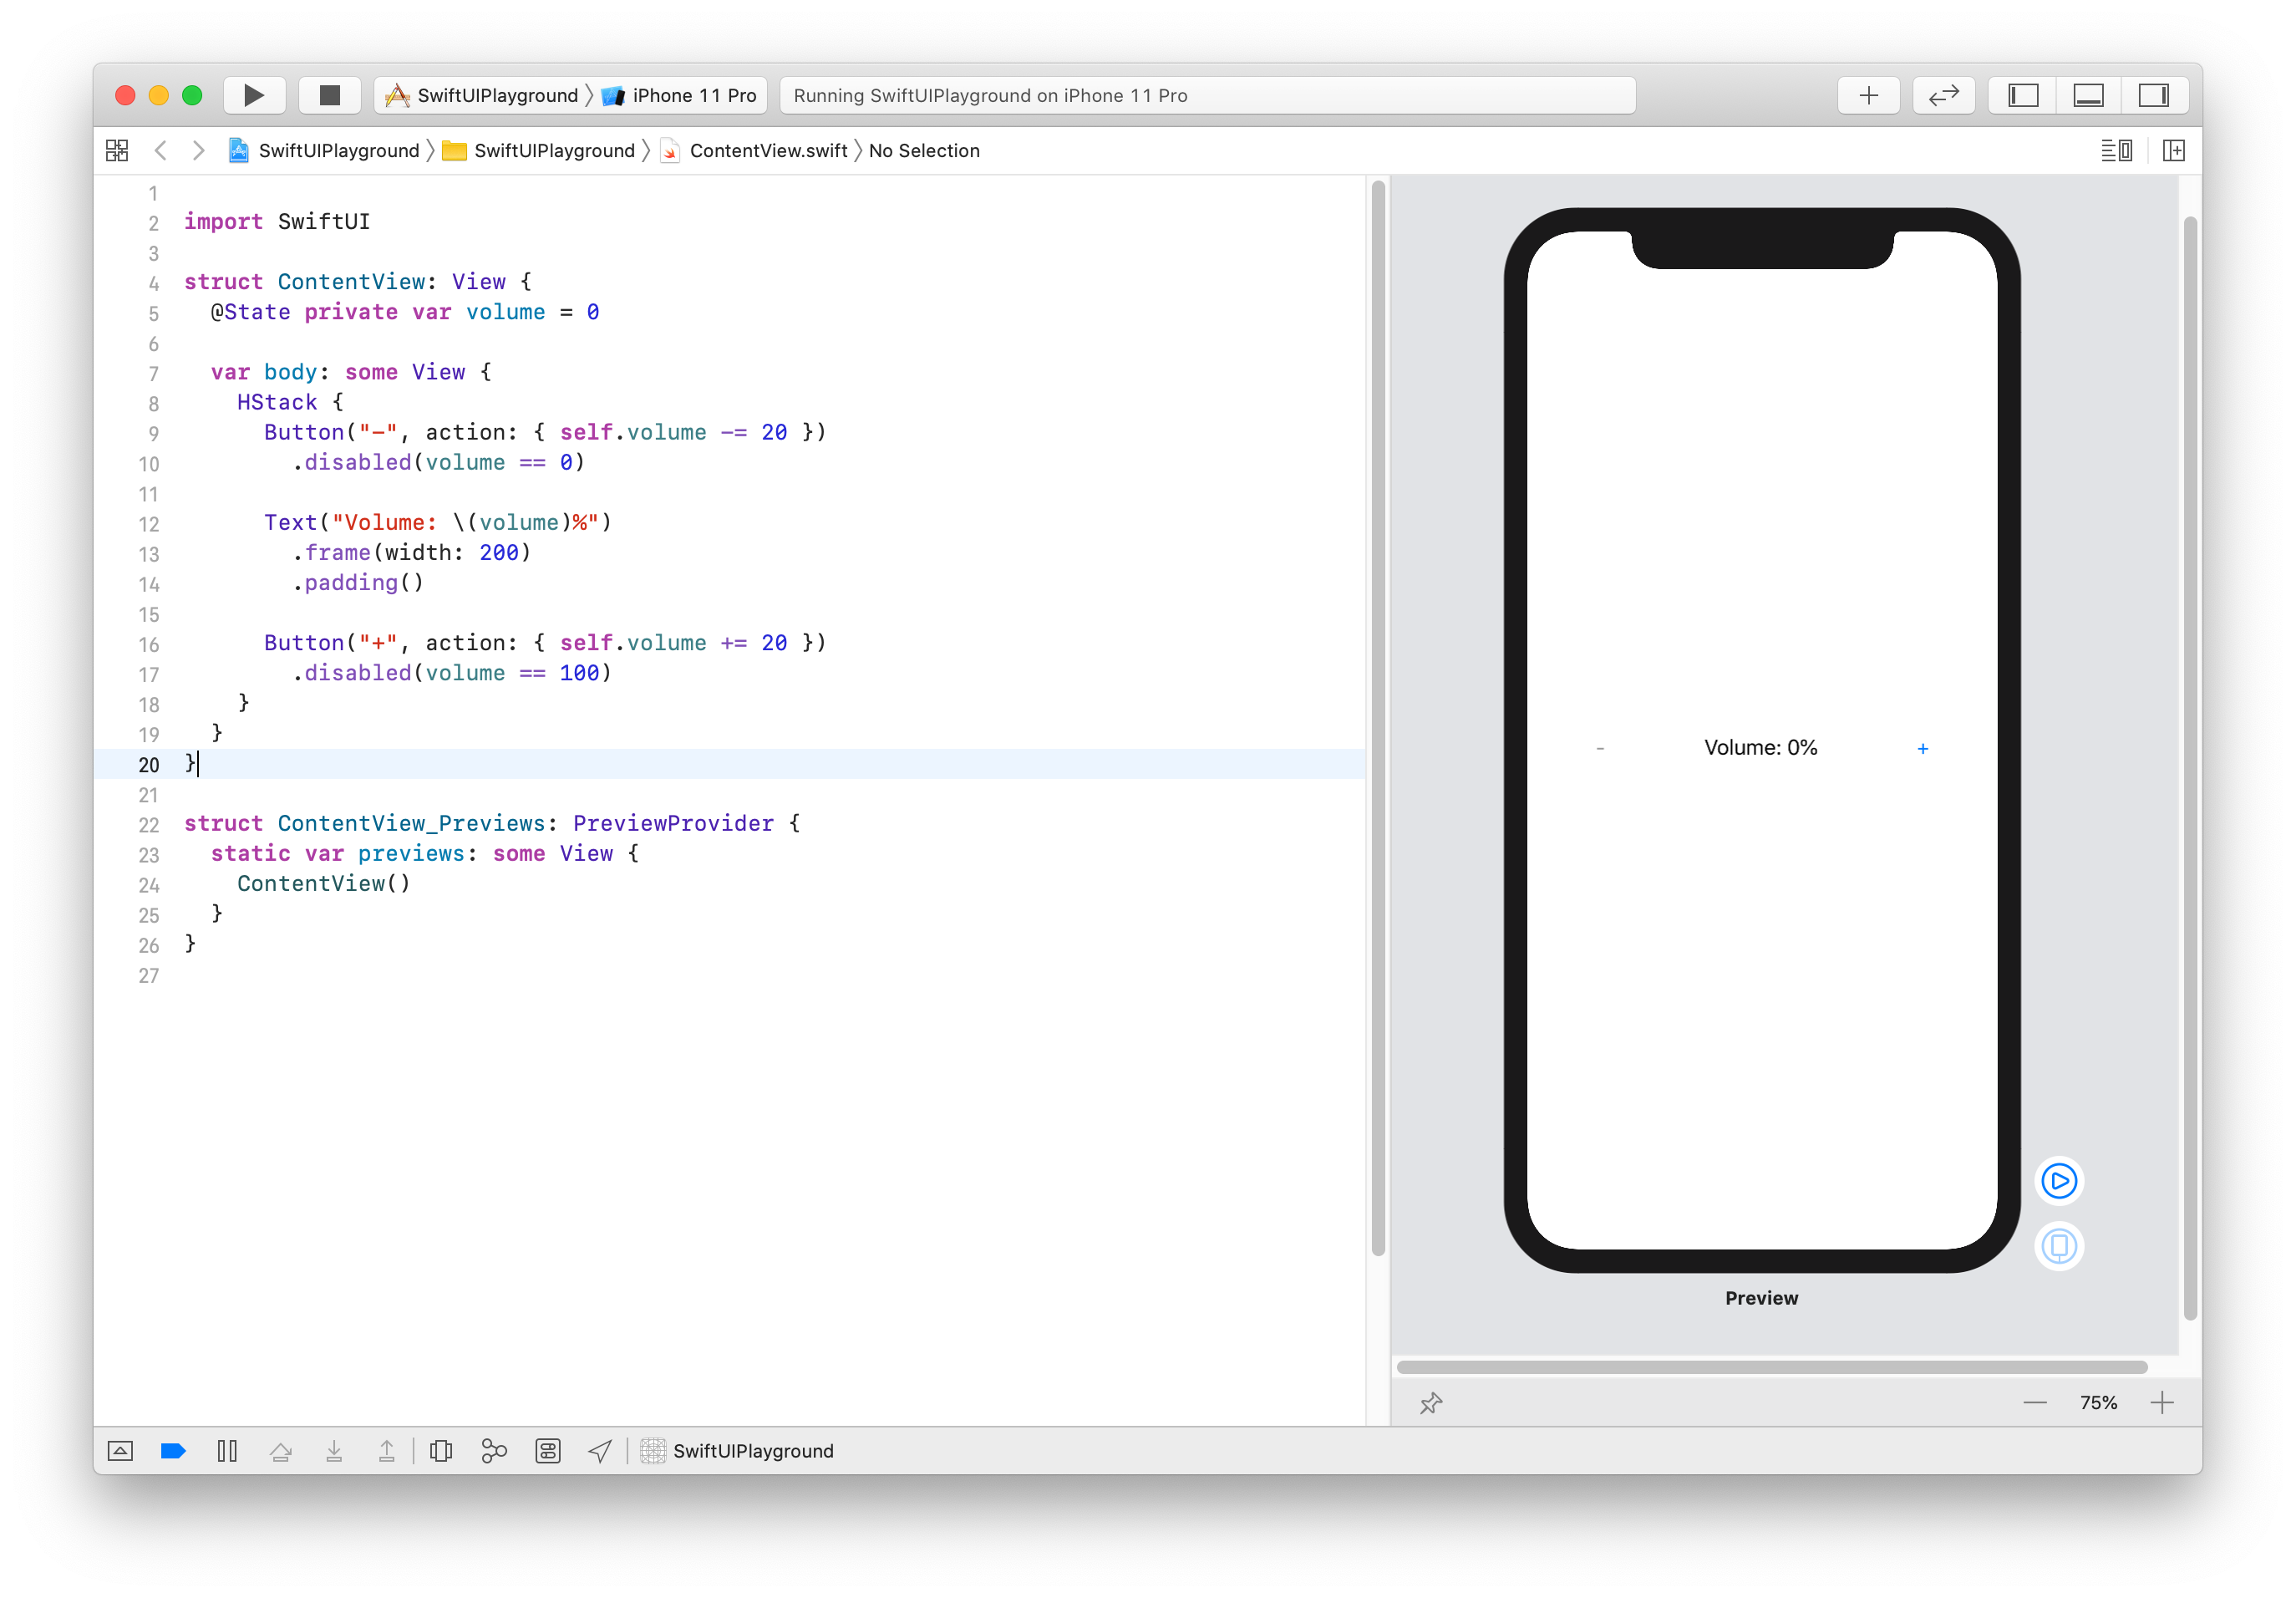 SwiftUIPlayground iPhone 11 Pro
Running SwiftUIPlayground on iPhone 11 Pro
SwiftUIPlayground SwiftUIPlayground ContentView.swift No Selection
1
2 import SwiftUI
3
4 struct ContentView: View {
5 @State private var volume = 0
6
7 var body: some View {
8 HStack {
9 Button("-", action: { self.volume -= 20 })
10 .disabled(volume == 0)
11
12 Text("Volume: \(volume)%")
13 .frame(width: 200)
14 .padding()
15
16 Button("+", action: { self.volume += 20 })
17 .disabled(volume == 100)
18 }
19 }
20 }
21
22 struct ContentView_Previews: PreviewProvider {
23 static var previews: some View {
24 ContentView()
25 }
26 }
27
- Volume: 0% +
Preview
75%
SwiftUIPlayground